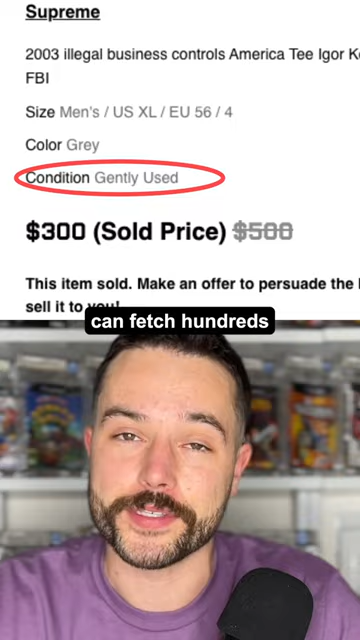 Supreme
2003 illegal business controls America Tee Igor K
FBI
Size Men's / US XL / EU 56 / 4
Color Grey
Condition Gently Used
$300 (Sold Price) $500
This item sold. Make an offer to persuade the
sell it to you!
can fetch hundreds